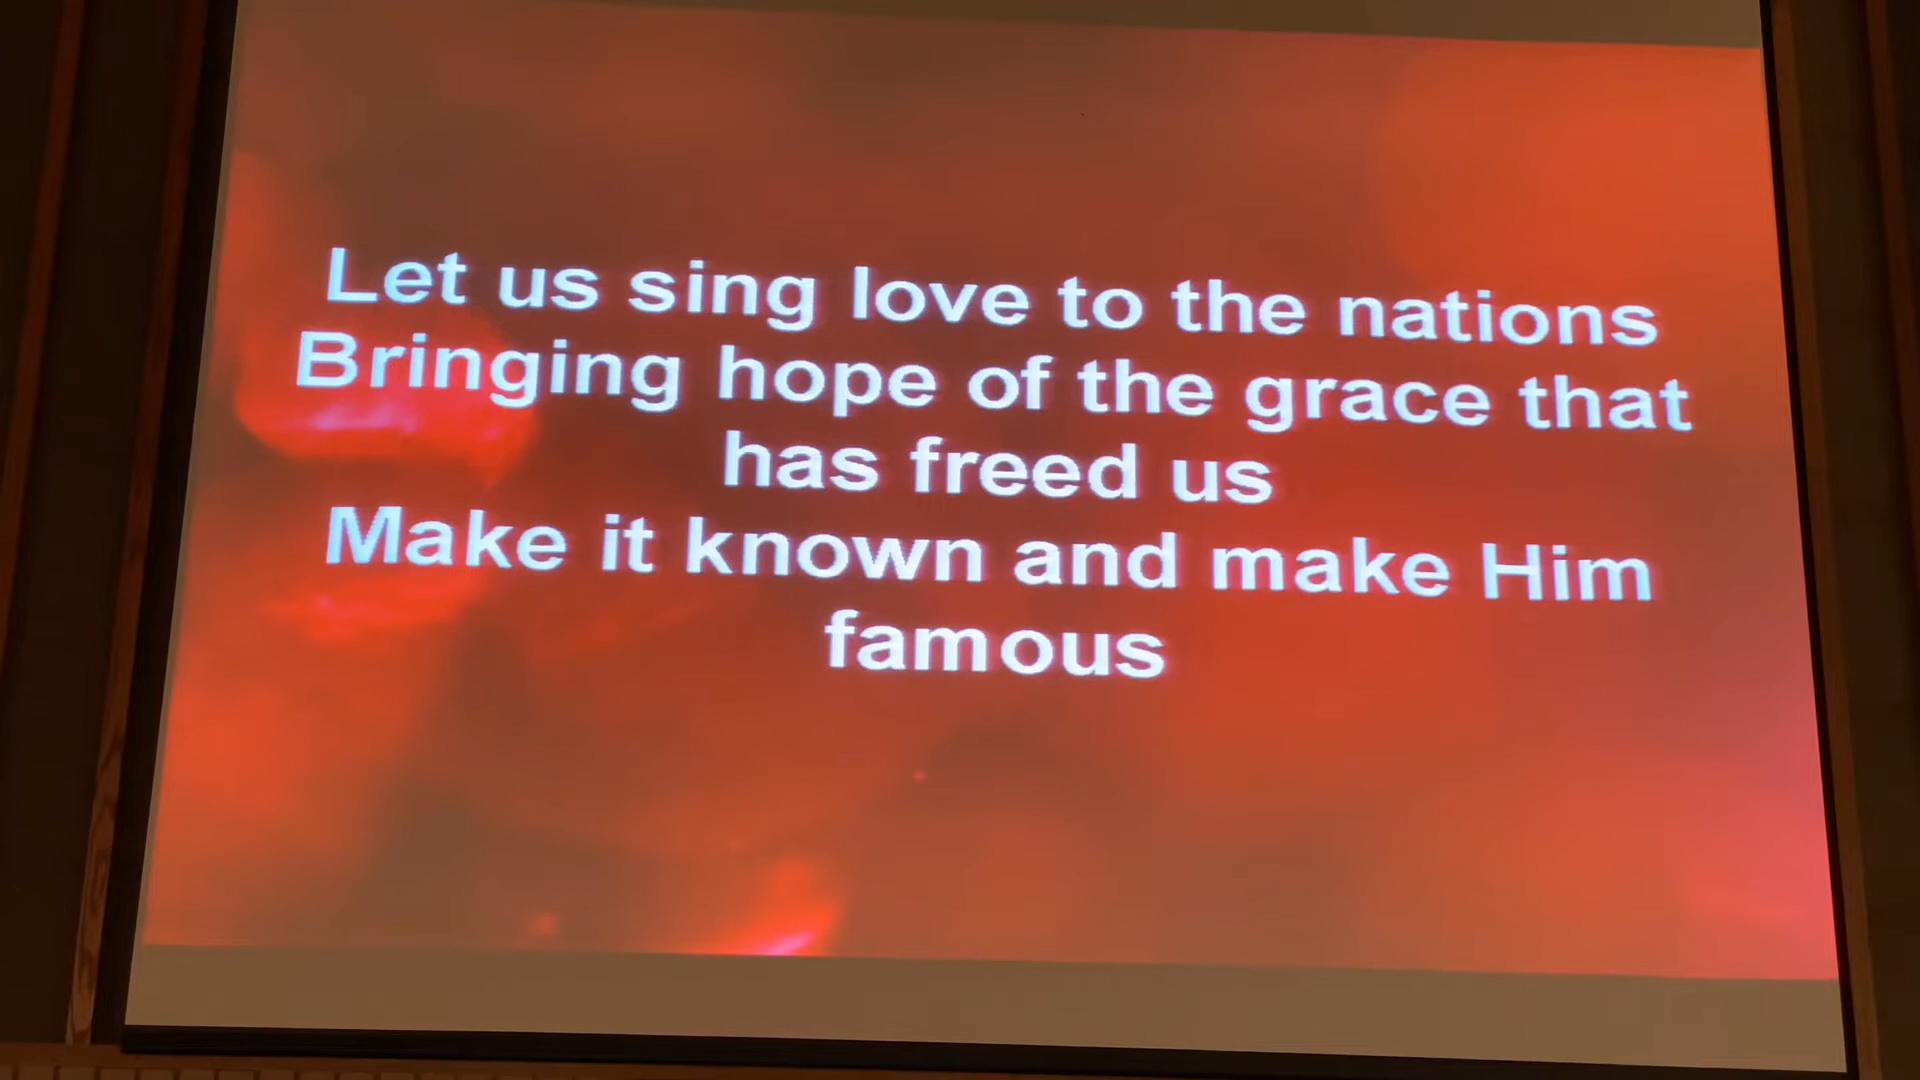 Let us sing love to the nations
Bringing hope of the grace that
has freed us
Make it known and make Him
famous